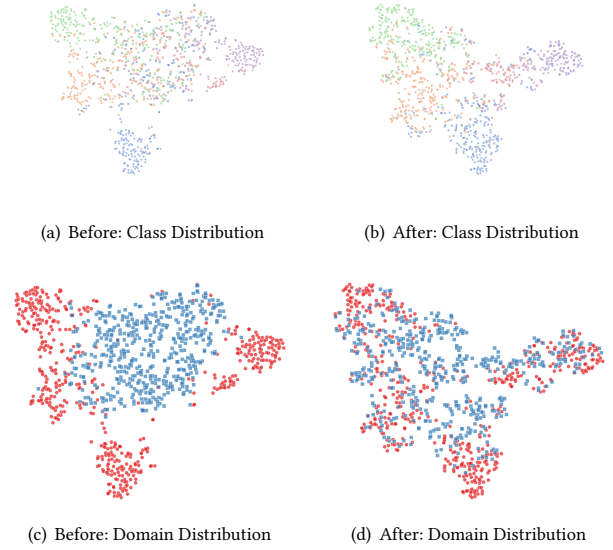 (a) Before: Class Distribution
(b) After: Class Distribution
(c) Before: Domain Distribution
(d) After: Domain Distribution